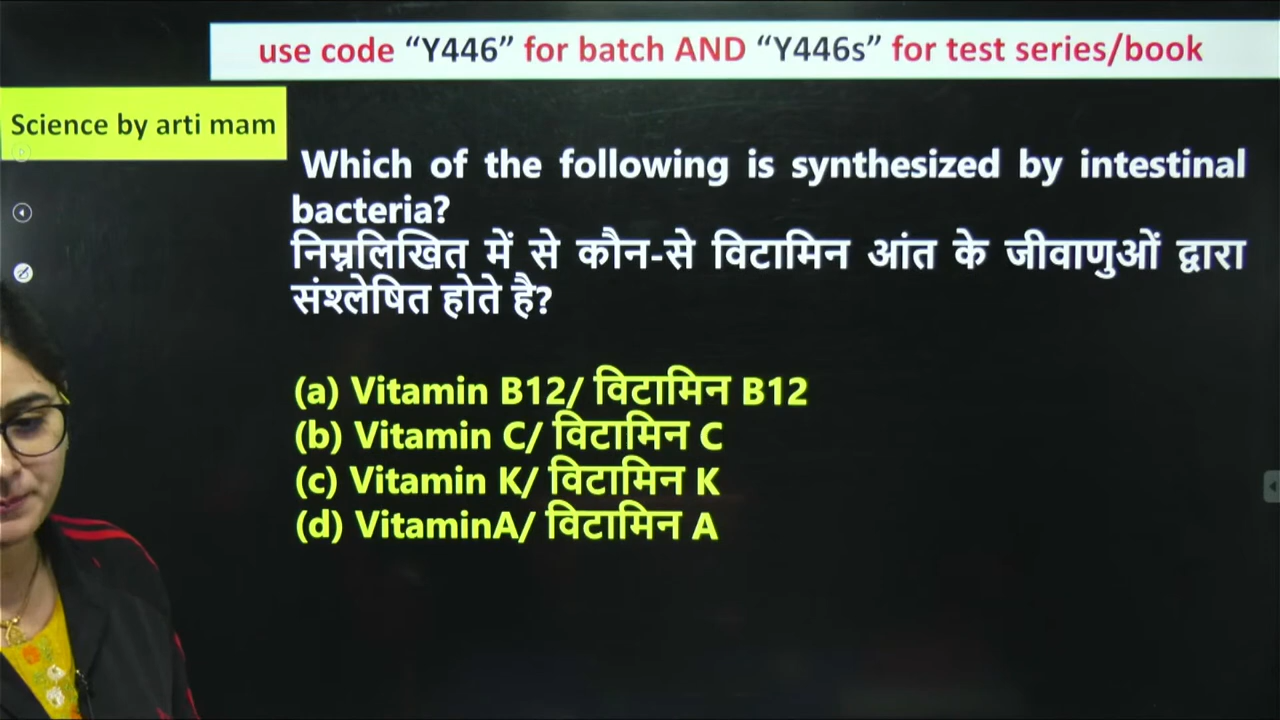 use code “Y446” for batch AND “Y446s” for test series/book
Science by arti mam
Which of the following is synthesized by intestinal
bacteria?
निम्नलिखित में से कौन-से विटामिन आंत के जीवाणुओं द्वारा
संश्लेषित होते है?
(a) Vitamin B12/ विटामिन B12
(b) Vitamin C/ विटामिन C
(c) Vitamin K/ विटामिन K
(d) VitaminA/ विटामिन A